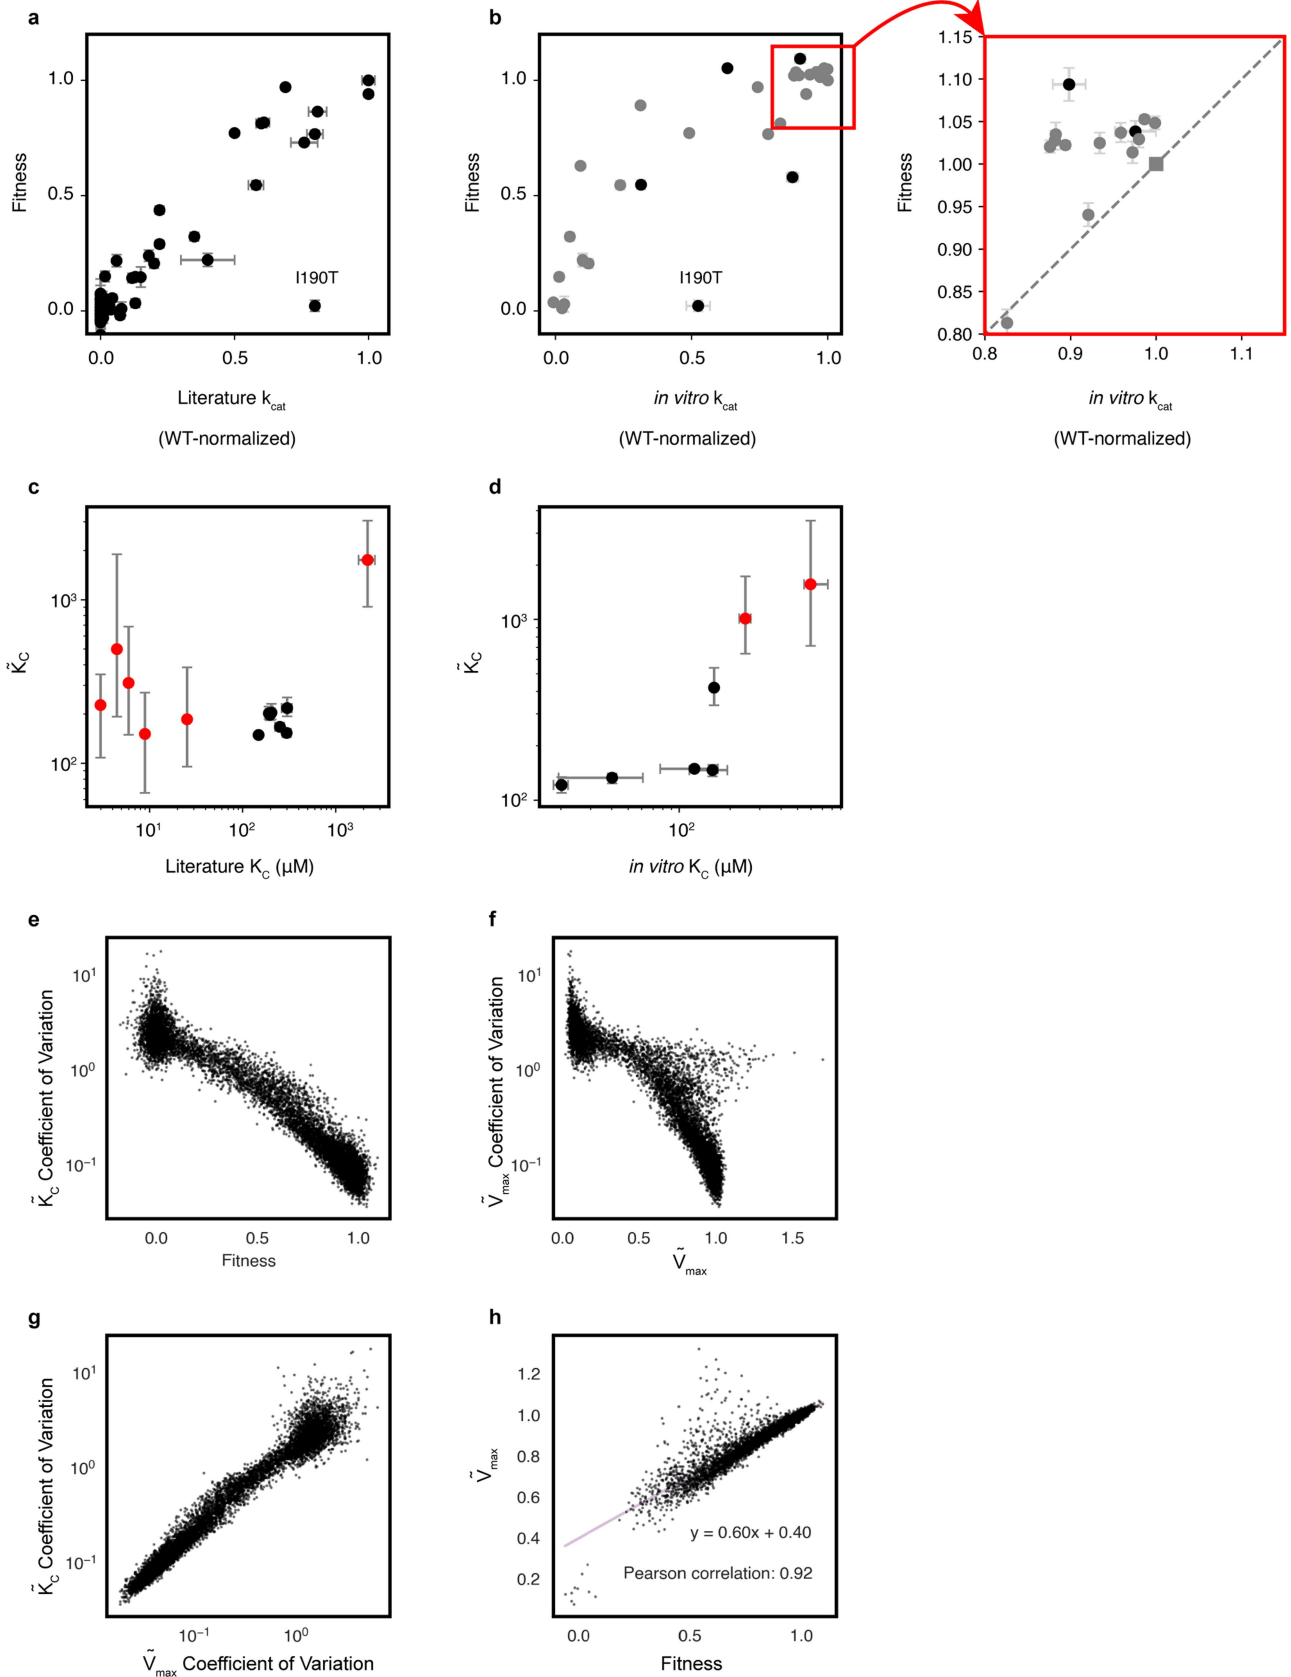 a
1.0
0.5
0.0
Fitness
I190T
0.0
0.5
1.0
Literature kcat
(WT-normalized)
b
1.0
0.5
0.0
Fitness
I190T
0.0
0.5
1.0
in vitro kcat
(WT-normalized)
1.15
1.10
1.05
1.00
0.95
0.90
0.85
0.80
Fitness
0.8
0.9
1.0
1.1
in vitro kcat
(WT-normalized)
c
10³
10²
K̃C
10¹
10²
10³
Literature KC (μM)
d
10³
10²
K̃C
10²
in vitro KC (μM)
e
10¹
10⁰
10⁻¹
K̃C Coefficient of Variation
0.0
0.5
1.0
Fitness
f
10¹
10⁰
10⁻¹
Ṽmax Coefficient of Variation
0.0
0.5
1.0
1.5
Ṽmax
g
10¹
10⁰
10⁻¹
K̃C Coefficient of Variation
10⁻¹
10⁰
Ṽmax Coefficient of Variation
h
1.2
1.0
0.8
0.6
0.4
0.2
Ṽmax
y = 0.60x + 0.40
Pearson correlation: 0.92
0.0
0.5
1.0
Fitness